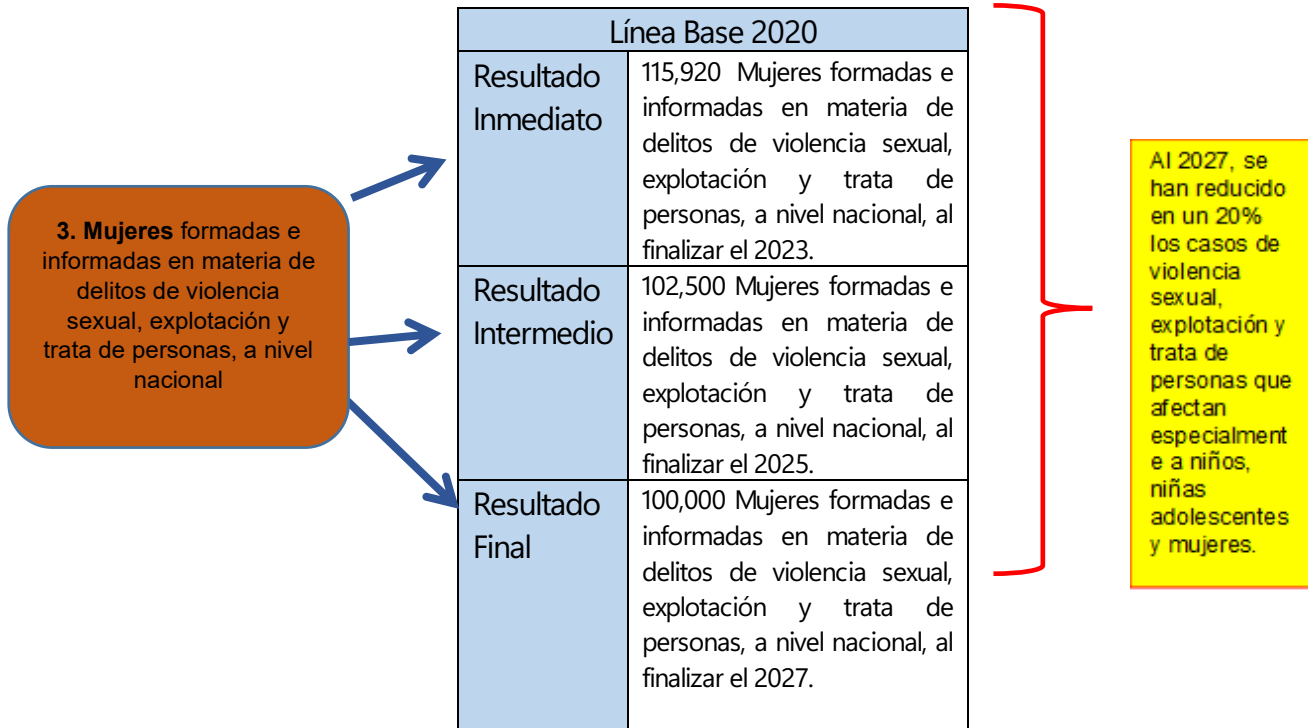 3. Mujeres formadas e
informadas en materia de
delitos de violencia
sexual, explotación y
trata de personas, a nivel
nacional
Línea Base 2020
Resultado
Inmediato
115,920 Mujeres formadas e
informadas en materia de
delitos de violencia sexual,
explotación y trata de
personas, a nivel nacional, al
finalizar el 2023.
Resultado
Intermedio
102,500 Mujeres formadas e
informadas en materia de
delitos de violencia sexual,
explotación y trata de
personas, a nivel nacional, al
finalizar el 2025.
Resultado
Final
100,000 Mujeres formadas e
informadas en materia de
delitos de violencia sexual,
explotación y trata de
personas, a nivel nacional, al
finalizar el 2027.
Al 2027, se
han reducido
en un 20%
los casos de
violencia
sexual,
explotación y
trata de
personas que
afectan
especialment
e a niños,
niñas
adolescentes
y mujeres.